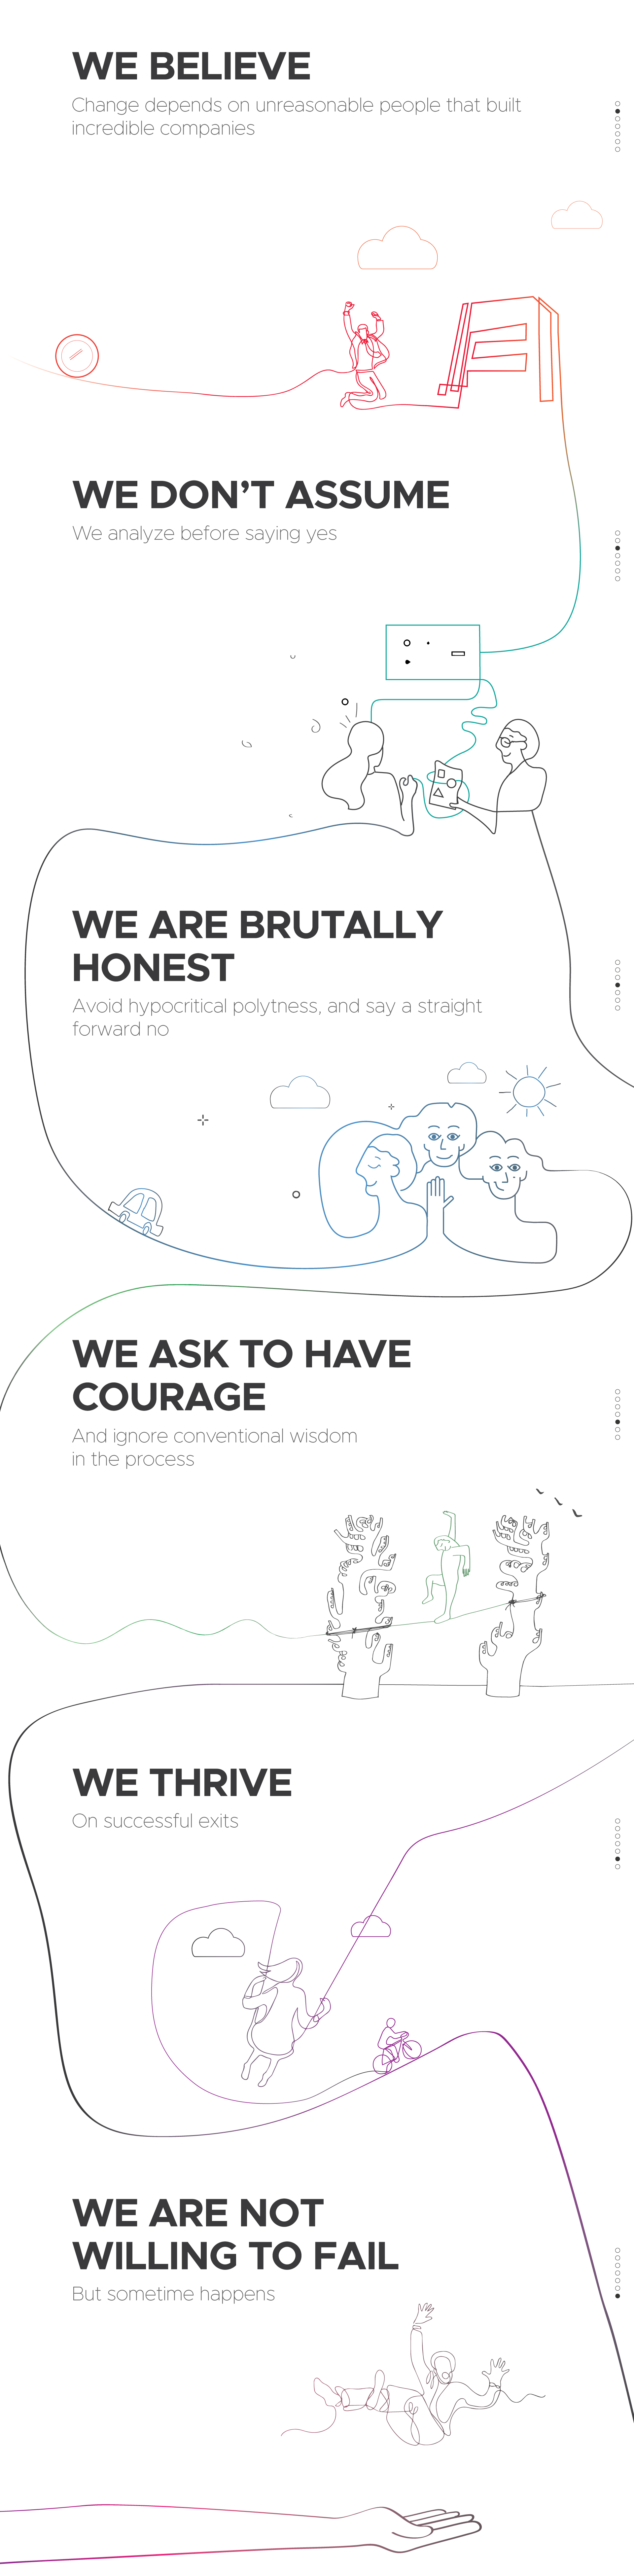 WE BELIEVE
Change depends on unreasonable people that built
incredible companies
WE DON’T ASSUME
We analyze before saying yes
WE ARE BRUTALLY
HONEST
Avoid hypocritical polytness, and say a straight
forward no
WE ASK TO HAVE
COURAGE
And ignore conventional wisdom
in the process
WE THRIVE
On successful exits
WE ARE NOT
WILLING TO FAIL
But sometime happens